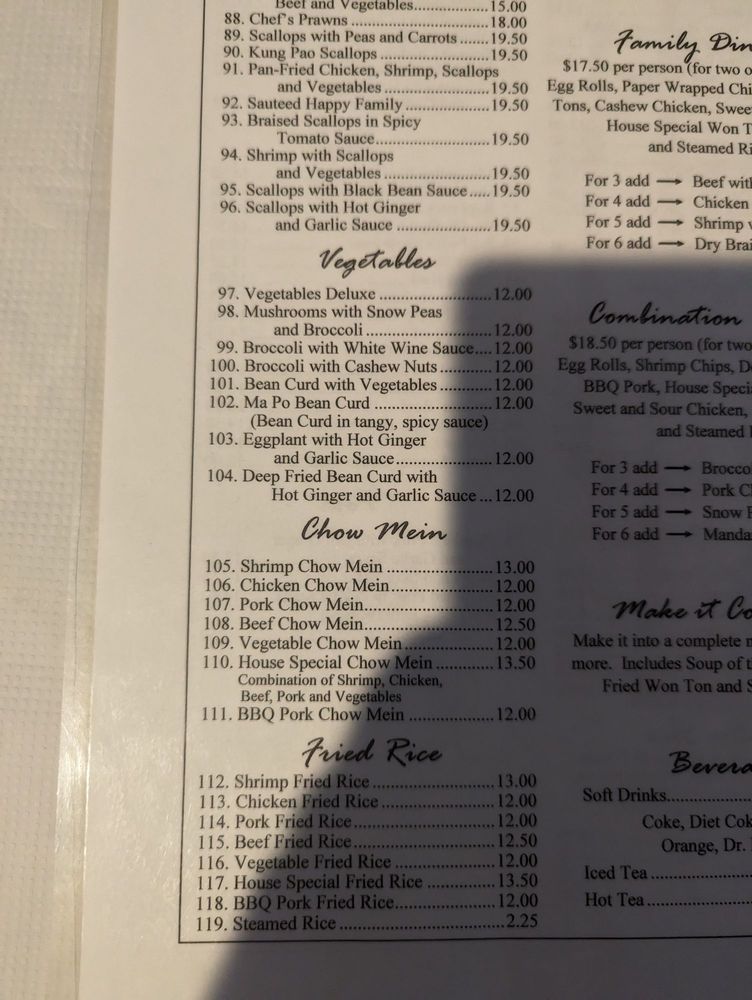 Beef and Vegetables......................15.00
88. Chef's Prawns ..............................18.00
89. Scallops with Peas and Carrots .......19.50
90. Kung Pao Scallops ........................19.50
91. Pan-Fried Chicken, Shrimp, Scallops
and Vegetables ........................19.50
92. Sauteed Happy Family ..................19.50
93. Braised Scallops in Spicy
Tomato Sauce..........................19.50
94. Shrimp with Scallops
and Vegetables ........................19.50
95. Scallops with Black Bean Sauce .....19.50
96. Scallops with Hot Ginger
and Garlic Sauce ......................19.50
Vegetables
97. Vegetables Deluxe ........................12.00
98. Mushrooms with Snow Peas
and Broccoli ............................12.00
99. Broccoli with White Wine Sauce....12.00
100. Broccoli with Cashew Nuts ...........12.00
101. Bean Curd with Vegetables ...........12.00
102. Ma Po Bean Curd .........................12.00
(Bean Curd in tangy, spicy sauce)
103. Eggplant with Hot Ginger
and Garlic Sauce.......................12.00
104. Deep Fried Bean Curd with
Hot Ginger and Garlic Sauce ...12.00
Chow Mein
105. Shrimp Chow Mein .......................13.00
106. Chicken Chow Mein......................12.00
107. Pork Chow Mein...........................12.00
108. Beef Chow Mein...........................12.50
109. Vegetable Chow Mein...................12.00
110. House Special Chow Mein ............13.50
Combination of Shrimp, Chicken,
Beef, Pork and Vegetables
111. BBQ Pork Chow Mein ..................12.00
Fried Rice
112. Shrimp Fried Rice.........................13.00
113. Chicken Fried Rice .......................12.00
114. Pork Fried Rice.............................12.00
115. Beef Fried Rice.............................12.50
116. Vegetable Fried Rice .....................12.00
117. House Special Fried Rice ..............13.50
118. BBQ Pork Fried Rice.....................12.00
119. Steamed Rice ..................................2.25
Family Din
$17.50 per person (for two o
Egg Rolls, Paper Wrapped Chi
Tons, Cashew Chicken, Swee
House Special Won T
and Steamed Ri
For 3 add → Beef with
For 4 add → Chicken
For 5 add → Shrimp
For 6 add → Dry Brai
Combination
$18.50 per person (for two
Egg Rolls, Shrimp Chips, D
BBQ Pork, House Specia
Sweet and Sour Chicken,
and Steamed
For 3 add → Brocco
For 4 add → Pork C
For 5 add → Snow
For 6 add → Manda
Make it Co
Make it into a complete
more. Includes Soup of t
Fried Won Ton and S
Bevera
Soft Drinks....................
Coke, Diet Cok
Orange, Dr.
Iced Tea .......................
Hot Tea.........................